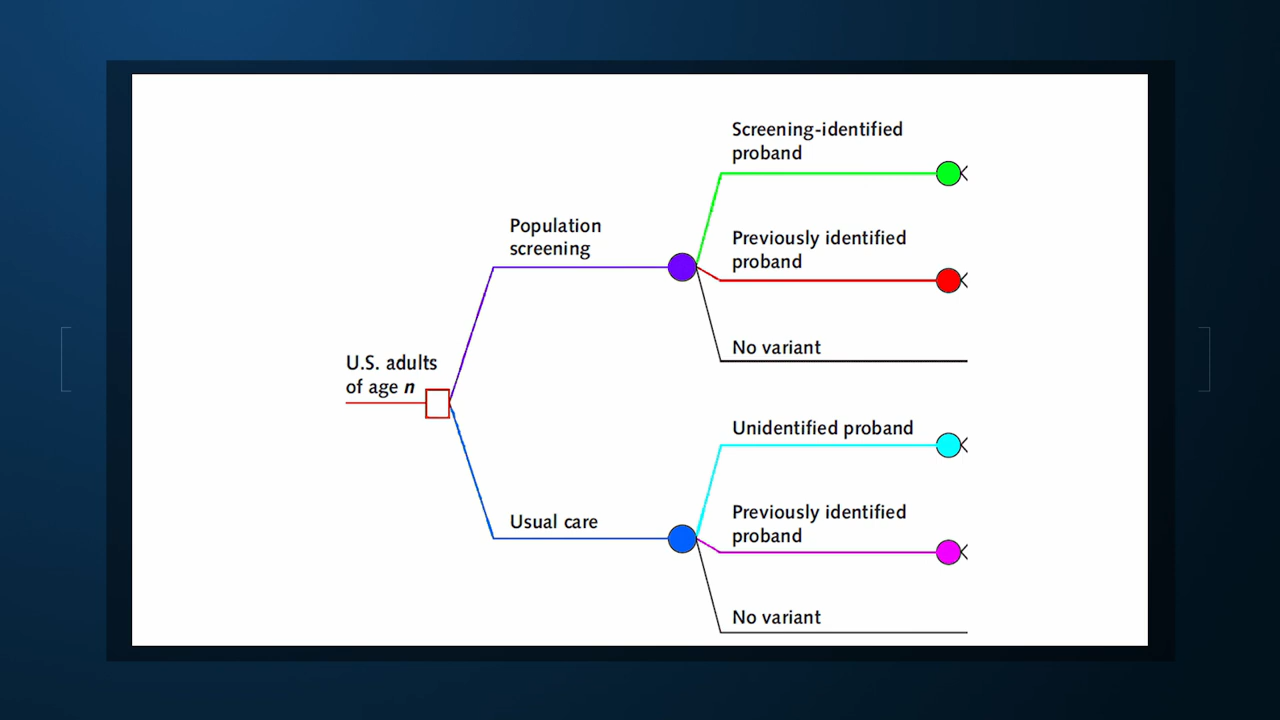 Screening-identified
proband
Population
screening
Previously identified
proband
No variant
U.S. adults
of age n
Unidentified proband
Usual care
Previously identified
proband
No variant